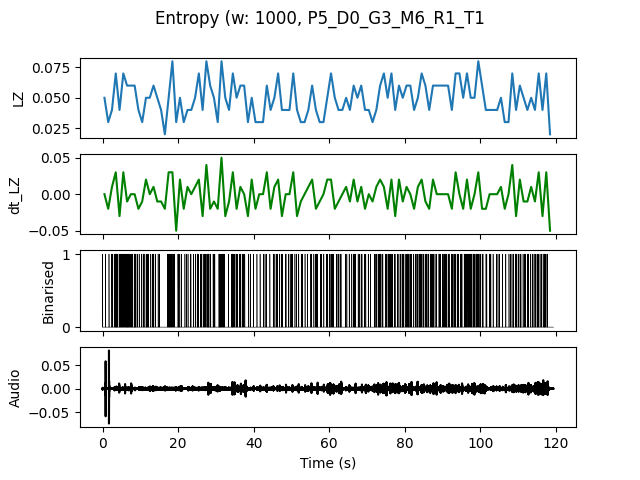 Entropy (w: 1000, P5_D0_G3_M6_R1_T1
LZ
0.075
0.050
0.025
dt_LZ
0.05
0.00
−0.05
Binarised
1
0
Audio
0.05
0.00
−0.05
0 20 40 60 80 100 120
Time (s)